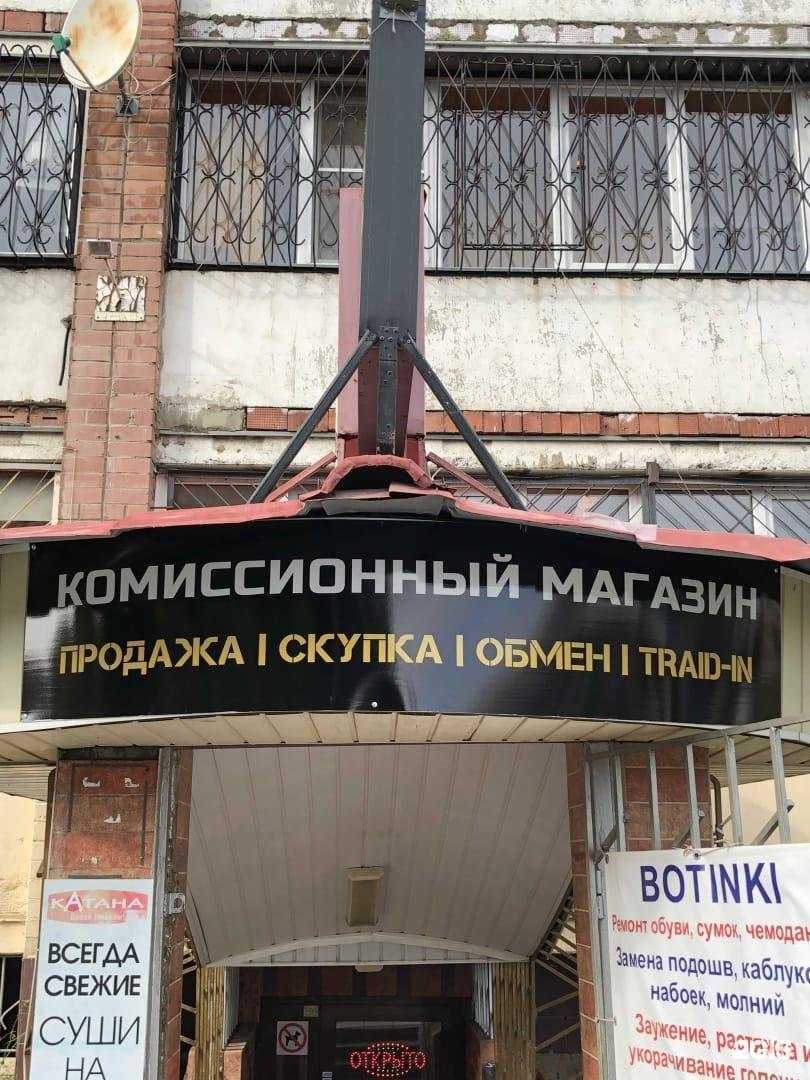 КОМИССИОННЫЙ МАГАЗИН
ПРОДАЖА | СКУПКА | ОБМЕН | TRAID-IN
КАТАНА
ВСЕГДА
СВЕЖИЕ
СУШИ
НА
BOTINKI
Ремонт обуви, сумок, чемодан
Замена подошв, каблуко
набоек, молний
Заужение, растяжка и
укорачивание голени
ОТКРЫТО